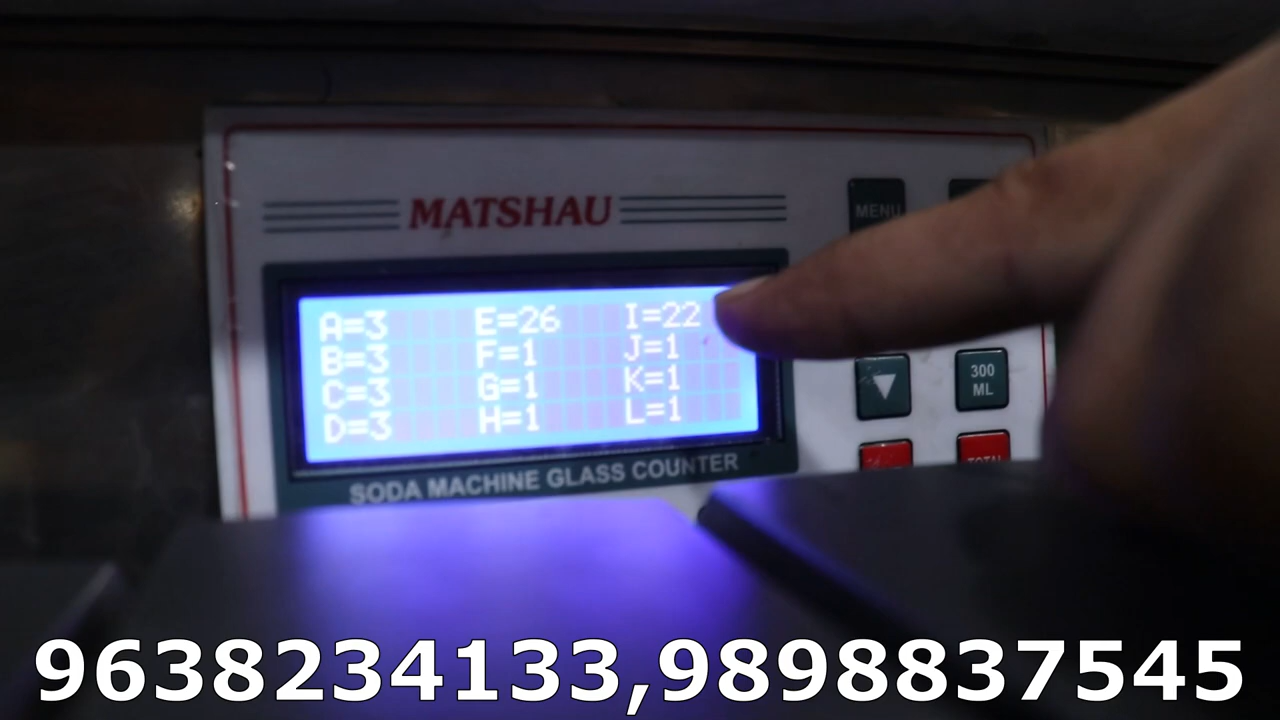 MATSHAU
MENU
A=3 E=26 I=22
B=3 F=1 J=1
C=3 G=1 K=1
D=3 H=1 L=1
▼
300
ML
TOTAL
SODA MACHINE GLASS COUNTER
9638234133,9898837545